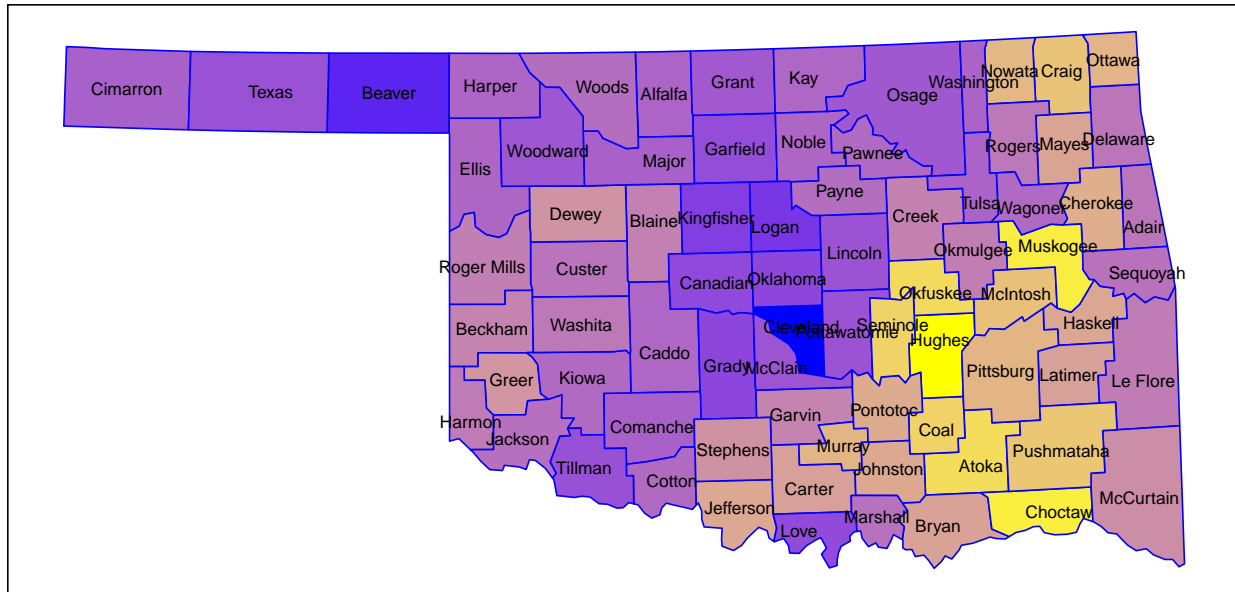 Cimarron
Texas
Beaver
Harper
Woods
Alfalfa
Grant
Kay
Osage
Washington
Nowata
Craig
Ottawa
Ellis
Woodward
Major
Garfield
Noble
Pawnee
Rogers
Mayes
Delaware
Dewey
Blaine
Kingfisher
Logan
Payne
Creek
Tulsa
Wagoner
Cherokee
Adair
Roger Mills
Custer
Canadian
Oklahoma
Lincoln
Okmulgee
Muskogee
Sequoyah
Beckham
Washita
Caddo
Grady
Cleveland
Pottawatomie
Seminole
Okfuskee
McIntosh
Hughes
Haskell
Greer
Kiowa
McClain
Pittsburg
Latimer
Le Flore
Harmon
Jackson
Comanche
Garvin
Pontotoc
Coal
Tillman
Cotton
Stephens
Murray
Johnston
Atoka
Pushmataha
Jefferson
Carter
Love
Marshall
Bryan
Choctaw
McCurtain